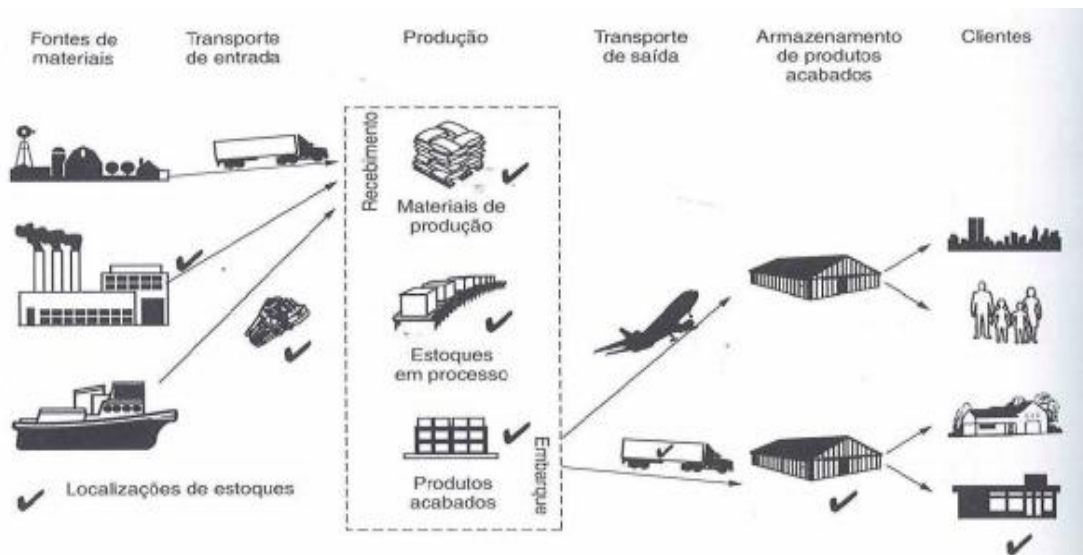 Fontes de
materiais
Transporte
de entrada
Produção
Transporte
de saída
Armazenamento
de produtos
acabados
Clientes
Recebimento
Materiais de
produção
Estoques
em processo
Produtos
acabados
Embarque
Localizações de estoques